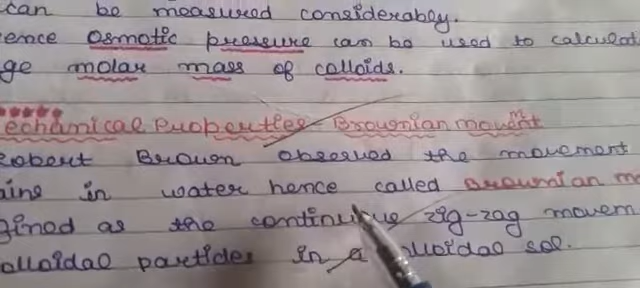 can be measured considerably.
ence osmotic pressure can be used to calculat
ge molar mass of colloids.
echanical Properties - Brownian movemt
Robert Brown observed the movement
ains in water hence called Brownian m
fined as the continuous zig-zag movem
olloidal particles in a colloidal sol.